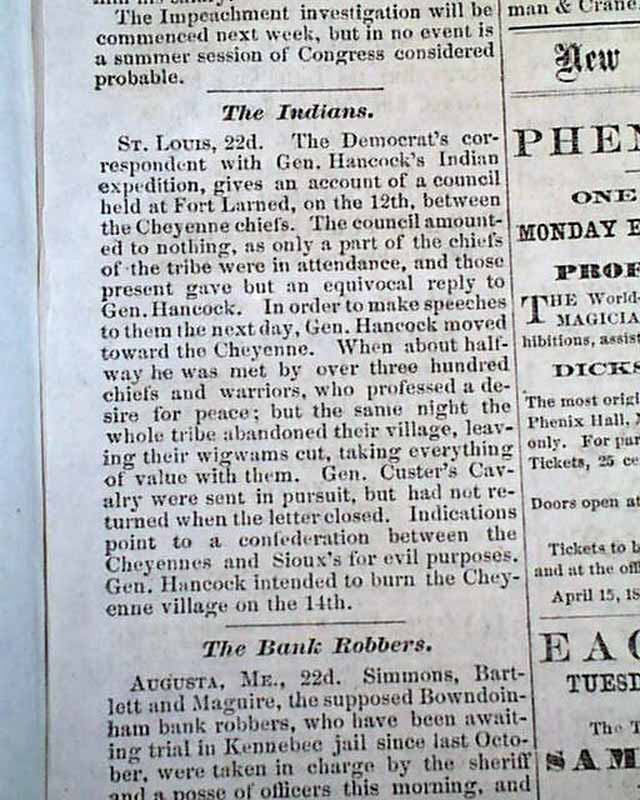 The Impeachment investigation will be
commenced next week, but in no event is
a summer session of Congress considered
probable.
The Indians.
ST. LOUIS, 22d. The Democrat's cor-
respondent with Gen. Hancock's Indian
expedition, gives an account of a council
held at Fort Larned, on the 12th, between
the Cheyenne chiefs. The council amount-
ed to nothing, as only a part of the chiefs
of the tribe were in attendance, and those
present gave but an equivocal reply to
Gen. Hancock. In order to make speeches
to them the next day, Gen. Hancock moved
toward the Cheyenne. When about half-
way he was met by over three hundred
chiefs and warriors, who professed a de-
sire for peace; but the same night the
whole tribe abandoned their village, leav-
ing their wigwams cut, taking everything
of value with them. Gen. Custer's Cav-
alry were sent in pursuit, but had not re-
turned when the letter closed. Indications
point to a confederation between the
Cheyennes and Sioux's for evil purposes.
Gen. Hancock intended to burn the Chey-
enne village on the 14th.
The Bank Robbers.
AUGUSTA, ME., 22d. Simmons, Bart-
lett and Maguire, the supposed Bowndoin-
ham bank robbers, who have been await-
ing trial in Kennebec jail since last Octo-
ber, were taken in charge by the sheriff
and a posse of officers this morning, and
man & Crane
New
PHEN
ONE
MONDAY E
PROF
THE World-
MAGICIA
hibitions, assist
DICKS
The most origi
Phenix Hall,
only. For par
Tickets, 25 ce
Doors open at
Tickets to b
and at the offi
April 15, 18
EAG
TUESD
The T
SAM